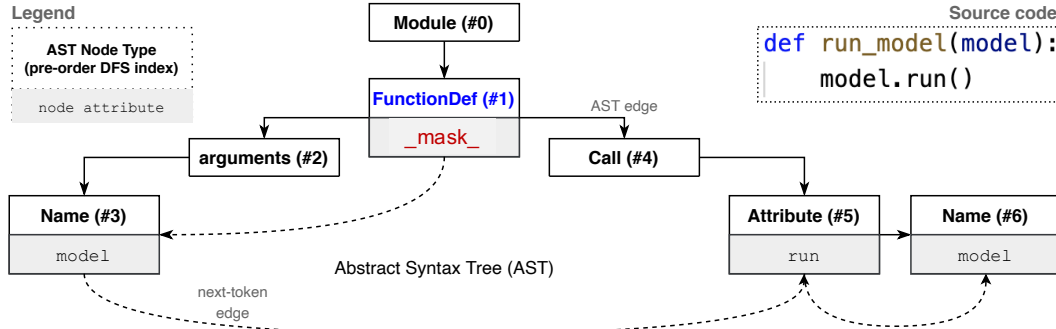 Legend
AST Node Type
(pre-order DFS index)
node attribute
Module (#0)
FunctionDef (#1)
_mask_
AST edge
arguments (#2)
Call (#4)
Name (#3)
model
Attribute (#5)
run
Name (#6)
model
Abstract Syntax Tree (AST)
next-token
edge
Source code
def run_model(model):
model.run()